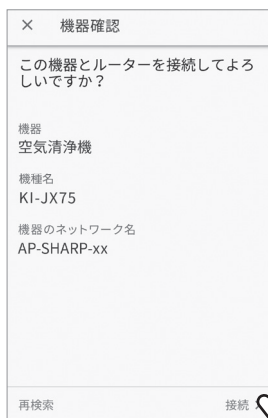 × 機器確認
この機器とルーターを接続してよろ
しいですか？
機器
空気清浄機
機種名
KI-JX75
機器のネットワーク名
AP-SHARP-xx
再検索 接続